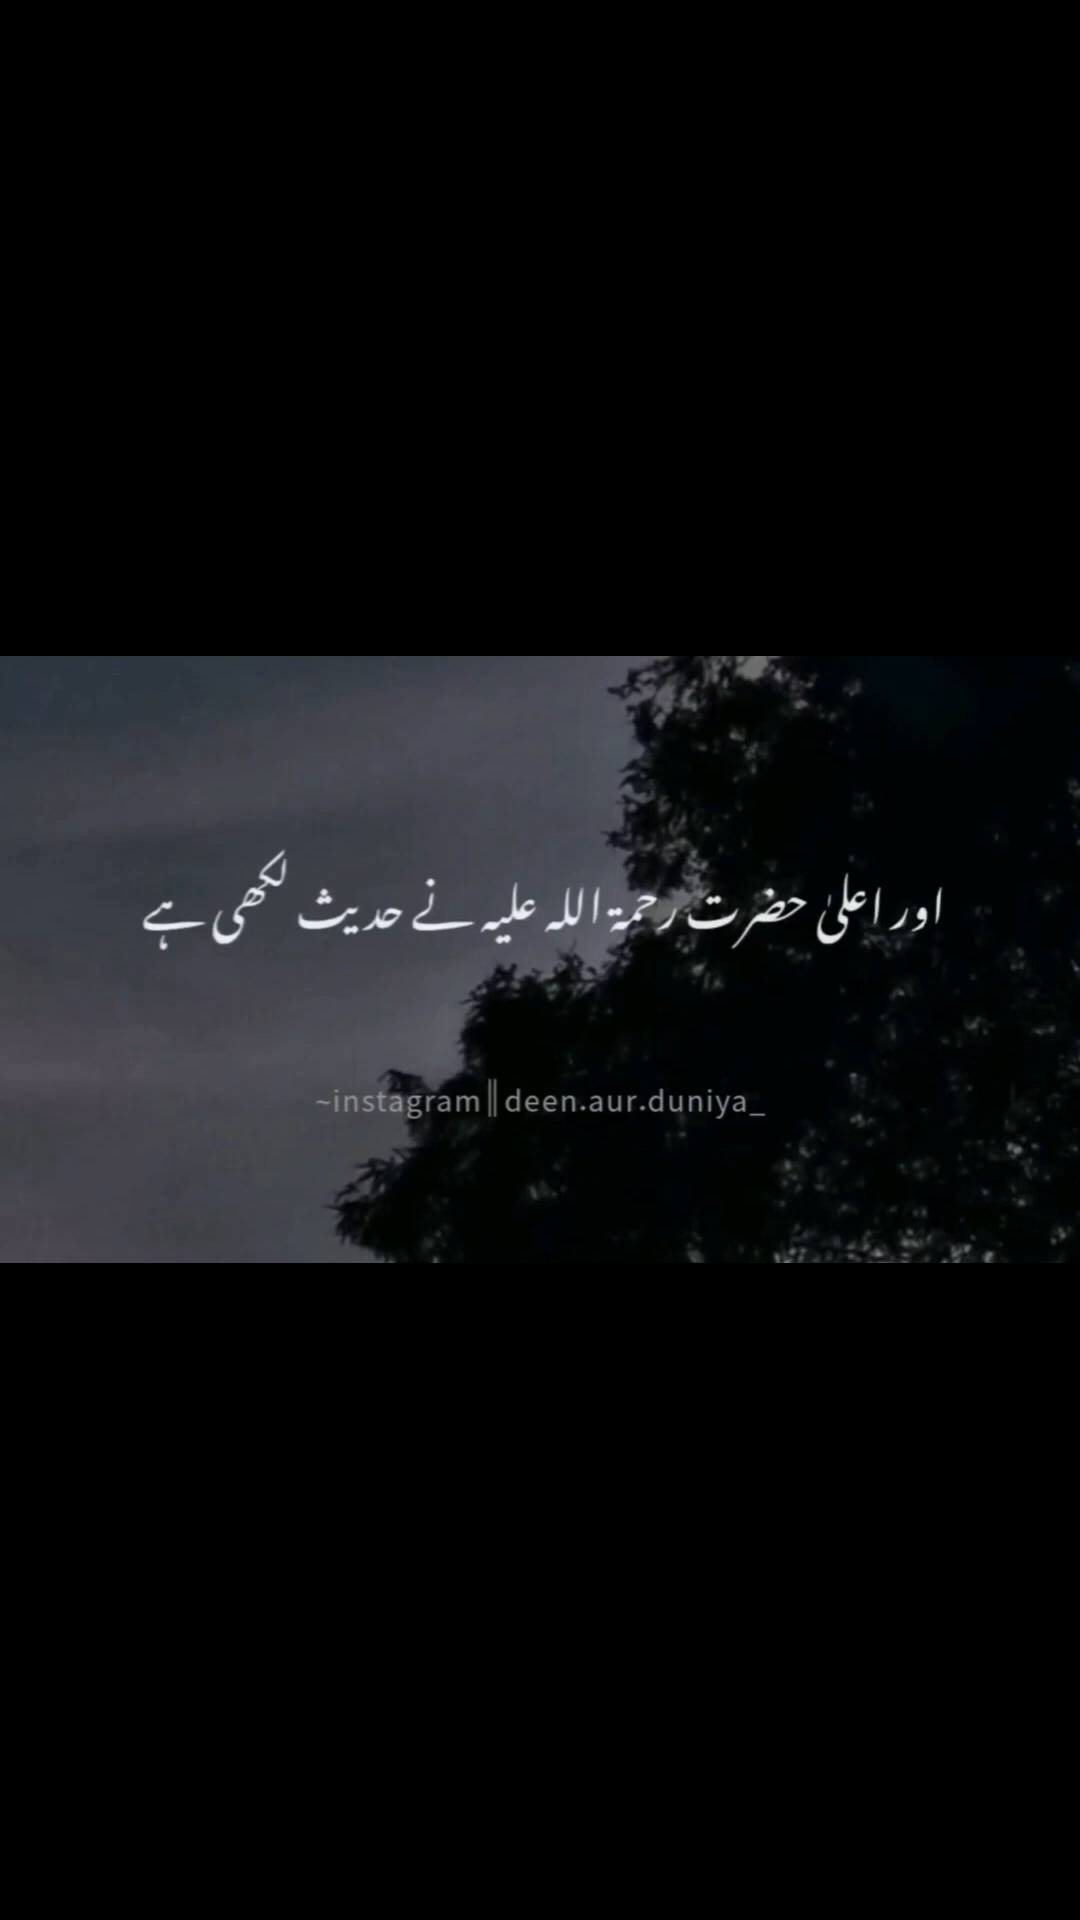 اور اعلیٰ حضرت رحمۃ اللہ علیہ نے حدیث لکھی ہے
~instagram||deen.aur.duniya_